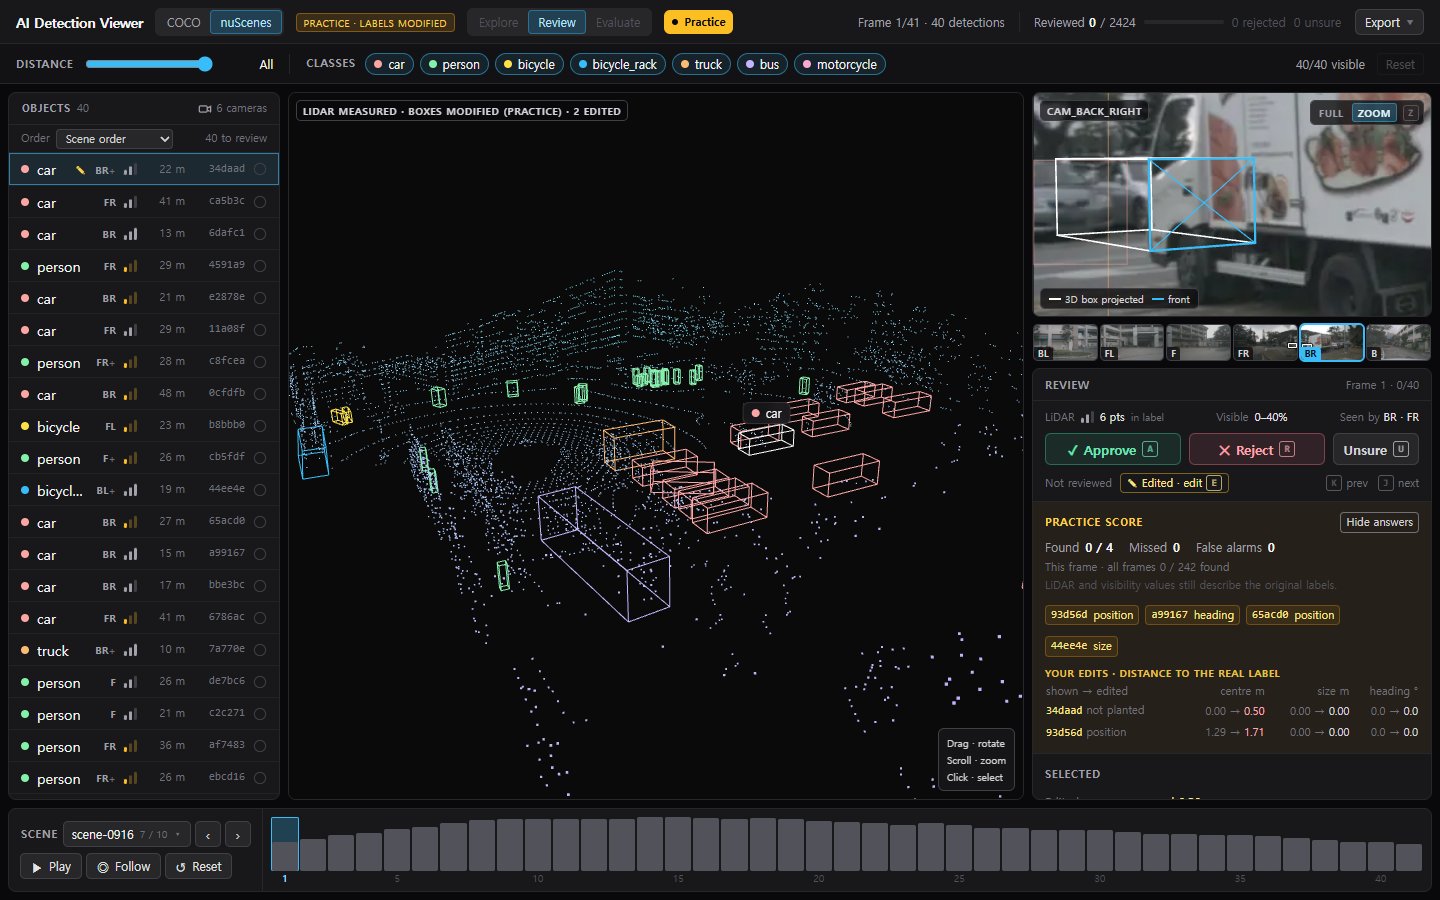 AI Detection Viewer COCO nuScenes PRACTICE · LABELS MODIFIED Explore Review Evaluate ● Practice Frame 1/41 · 40 detections Reviewed 0 / 2424 0 rejected 0 unsure Export ▾
DISTANCE All CLASSES car person bicycle bicycle_rack truck bus motorcycle 40/40 visible Reset
OBJECTS 40 6 cameras
Order Scene order 40 to review
car BR+ 22 m 34daad
car FR 41 m ca5b3c
car BR 13 m 6dafc1
person FR 29 m 4591a9
car BR 21 m e2878e
car FR 29 m 11a08f
person FR+ 28 m c8fcea
car BR 48 m 0cfdfb
bicycle FL 23 m b8bbb0
person F+ 26 m cb5fdf
bicycl... BL+ 19 m 44ee4e
car BR 27 m 65acd0
car BR 15 m a99167
car BR 17 m bbe3bc
car FR 41 m 6786ac
truck BR+ 10 m 7a770e
person F 26 m de7bc6
person F 21 m c2c271
person FR 36 m af7483
person FR+ 26 m ebcd16
LIDAR MEASURED · BOXES MODIFIED (PRACTICE) · 2 EDITED
car
Drag · rotate
Scroll · zoom
Click · select
CAM_BACK_RIGHT FULL ZOOM Z
3D box projected front
BL FL F FR BR B
REVIEW Frame 1 · 0/40
LiDAR 6 pts in label Visible 0–40% Seen by BR · FR
✓ Approve A ✕ Reject R Unsure U
Not reviewed Edited · edit E K prev J next
PRACTICE SCORE Hide answers
Found 0 / 4 Missed 0 False alarms 0
This frame · all frames 0 / 242 found
LiDAR and visibility values still describe the original labels.
93d56d position a99167 heading 65acd0 position
44ee4e size
YOUR EDITS · DISTANCE TO THE REAL LABEL
shown → edited centre m size m heading °
34daad not planted 0.00 → 0.50 0.00 → 0.00 0.0 → 0.0
93d56d position 1.29 → 1.71 0.00 → 0.00 0.0 → 0.0
SELECTED
SCENE scene-0916 7 / 10 ‹ ›
▶ Play Follow ↺ Reset
1 5 10 15 20 25 30 35 40